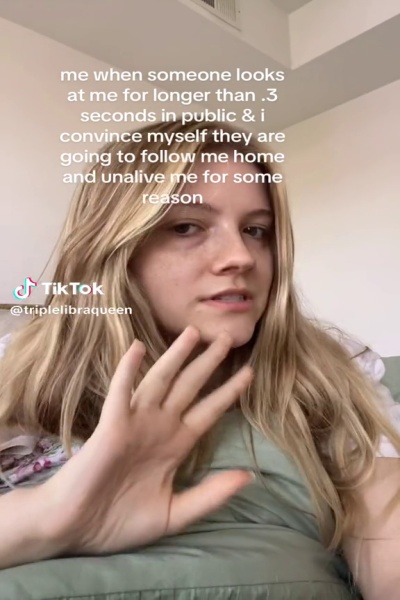 me when someone looks
at me for longer than .3
seconds in public & i
convince myself they are
going to follow me home
and unalive me for some
reason
TikTok
@triplelibraqueen